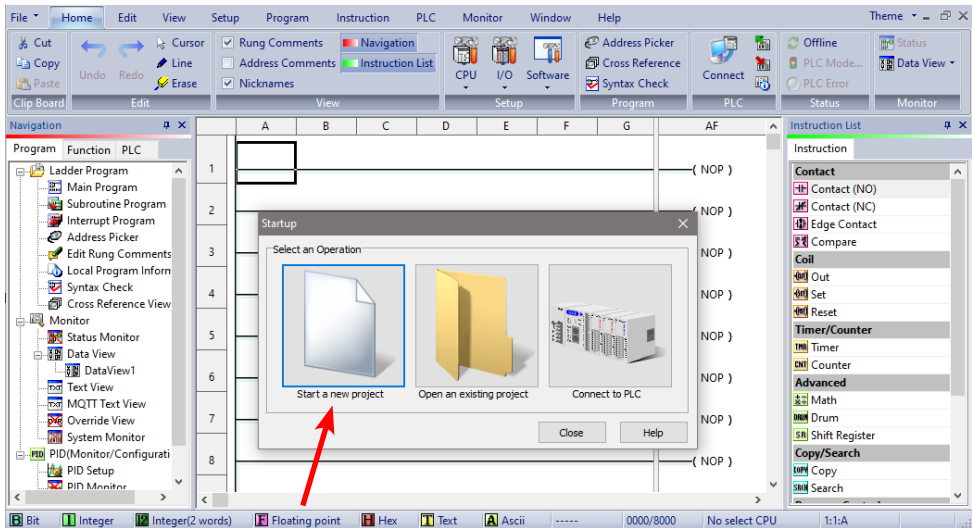 File Home Edit View Setup Program Instruction PLC Monitor Window Help Theme
Cut Copy Paste
Clip Board
Undo Redo Cursor Line Erase
Edit
Rung Comments Address Comments Nicknames Navigation Instruction List
View
CPU I/O Software
Setup
Address Picker Cross Reference Syntax Check
Program
Connect
PLC
Offline PLC Mode... PLC Error
Status
Status Data View
Monitor
Navigation
Program Function PLC
Ladder Program
Main Program
Subroutine Program
Interrupt Program
Address Picker
Edit Rung Comments
Local Program Inform
Syntax Check
Cross Reference View
Monitor
Status Monitor
Data View
DataView1
Text View
MQTT Text View
Override View
System Monitor
PID(Monitor/Configurati
PID Setup
PID Monitor
A B C D E F G AF
1 ( NOP )
2 NOP )
3 NOP )
4 NOP )
5 NOP )
6 NOP )
7 NOP )
8 ( NOP )
Startup
Select an Operation
Start a new project
Open an existing project
Connect to PLC
Close Help
Instruction List
Instruction
Contact
Contact (NO)
Contact (NC)
Edge Contact
Compare
Coil
Out
Set
Reset
Timer/Counter
Timer
Counter
Advanced
Math
Drum
Shift Register
Copy/Search
Copy
Search
B Bit I Integer I2 Integer(2 words) F Floating point H Hex T Text A Ascii ----- 0000/8000 No select CPU 1:1:A